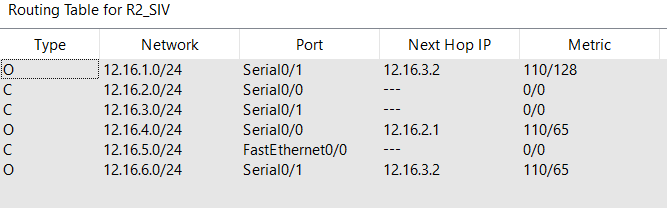 Routing Table for R2_SIV
Type Network Port Next Hop IP Metric
O 12.16.1.0/24 Serial0/1 12.16.3.2 110/128
C 12.16.2.0/24 Serial0/0 --- 0/0
C 12.16.3.0/24 Serial0/1 --- 0/0
O 12.16.4.0/24 Serial0/0 12.16.2.1 110/65
C 12.16.5.0/24 FastEthernet0/0 --- 0/0
O 12.16.6.0/24 Serial0/1 12.16.3.2 110/65